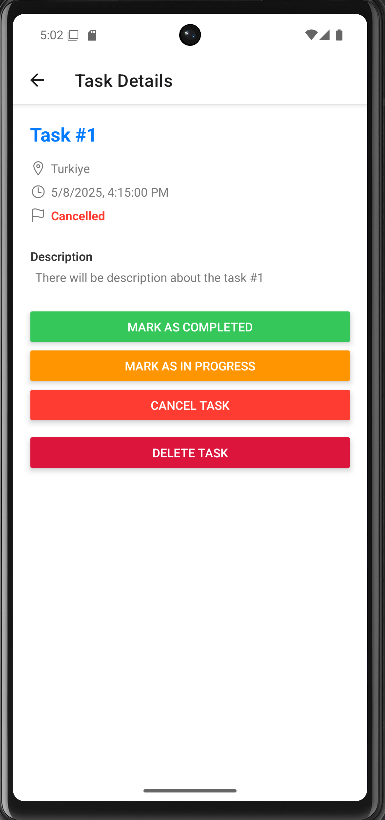 5:02
Task Details
Task #1
Turkiye
5/8/2025, 4:15:00 PM
Cancelled
Description
There will be description about the task #1
MARK AS COMPLETED
MARK AS IN PROGRESS
CANCEL TASK
DELETE TASK